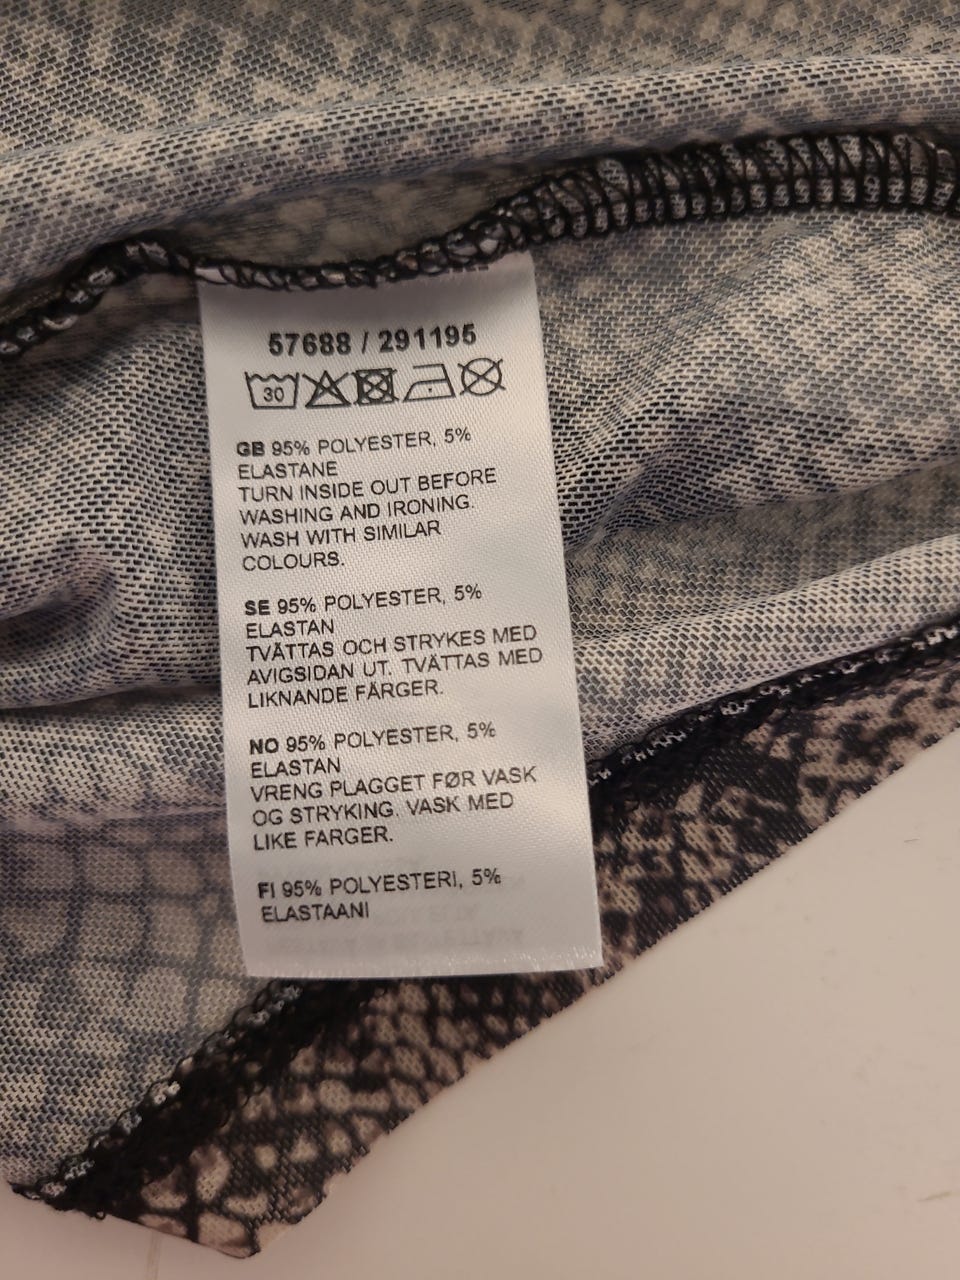 57688 / 291195
30
GB 95% POLYESTER, 5%
ELASTANE
TURN INSIDE OUT BEFORE
WASHING AND IRONING.
WASH WITH SIMILAR
COLOURS.
SE 95% POLYESTER, 5%
ELASTAN
TVÄTTAS OCH STRYKES MED
AVIGSIDAN UT. TVÄTTAS MED
LIKNANDE FÄRGER.
NO 95% POLYESTER, 5%
ELASTAN
VRENG PLAGGET FØR VASK
OG STRYKING. VASK MED
LIKE FARGER.
FI 95% POLYESTERI, 5%
ELASTAANI